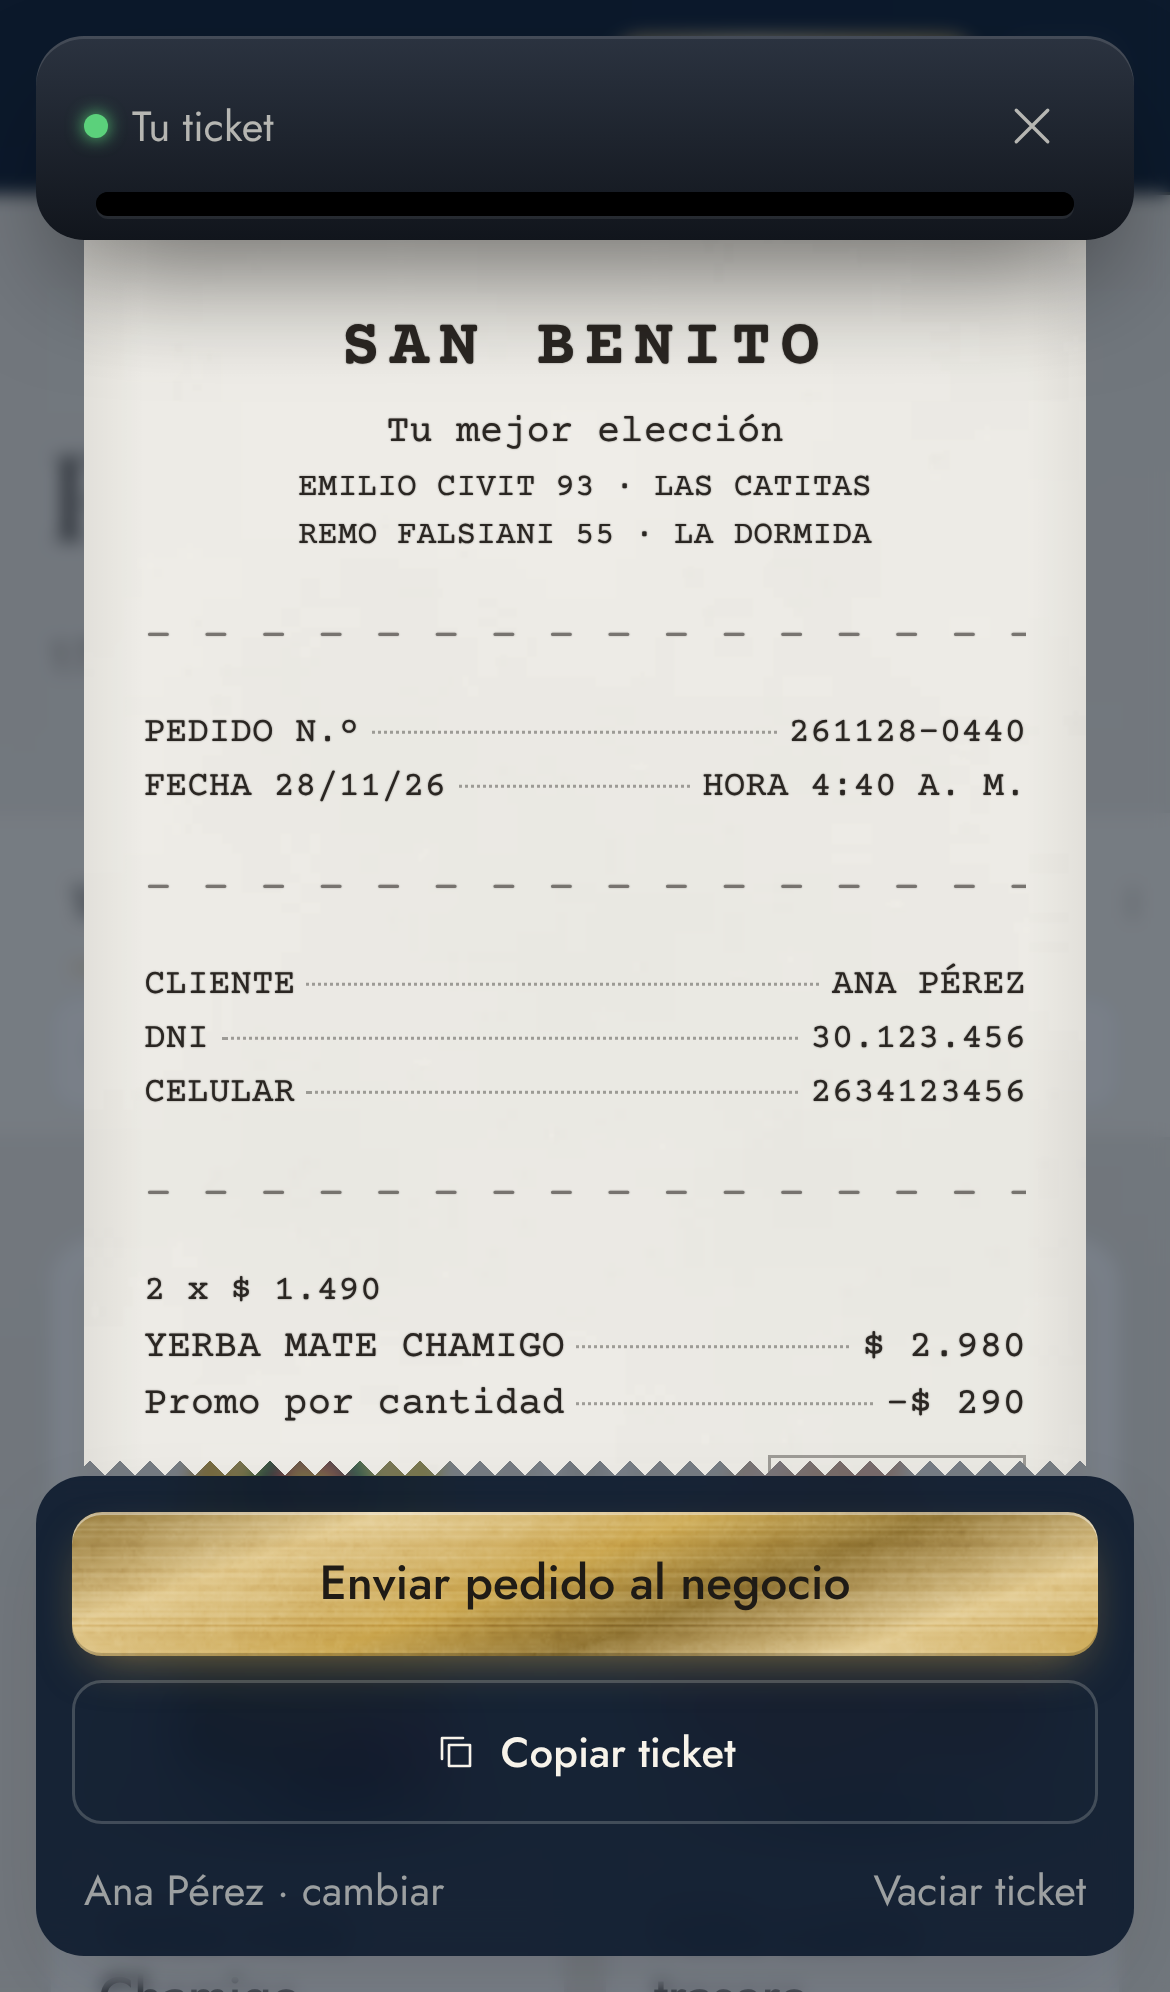 Tu ticket
SAN BENITO
Tu mejor elección
EMILIO CIVIT 93 · LAS CATITAS
REMO FALSIANI 55 · LA DORMIDA
PEDIDO N.º 261128-0440
FECHA 28/11/26 HORA 4:40 A. M.
CLIENTE ANA PÉREZ
DNI 30.123.456
CELULAR 2634123456
2 x $ 1.490
YERBA MATE CHAMIGO $ 2.980
Promo por cantidad -$ 290
Enviar pedido al negocio
Copiar ticket
Ana Pérez · cambiar Vaciar ticket